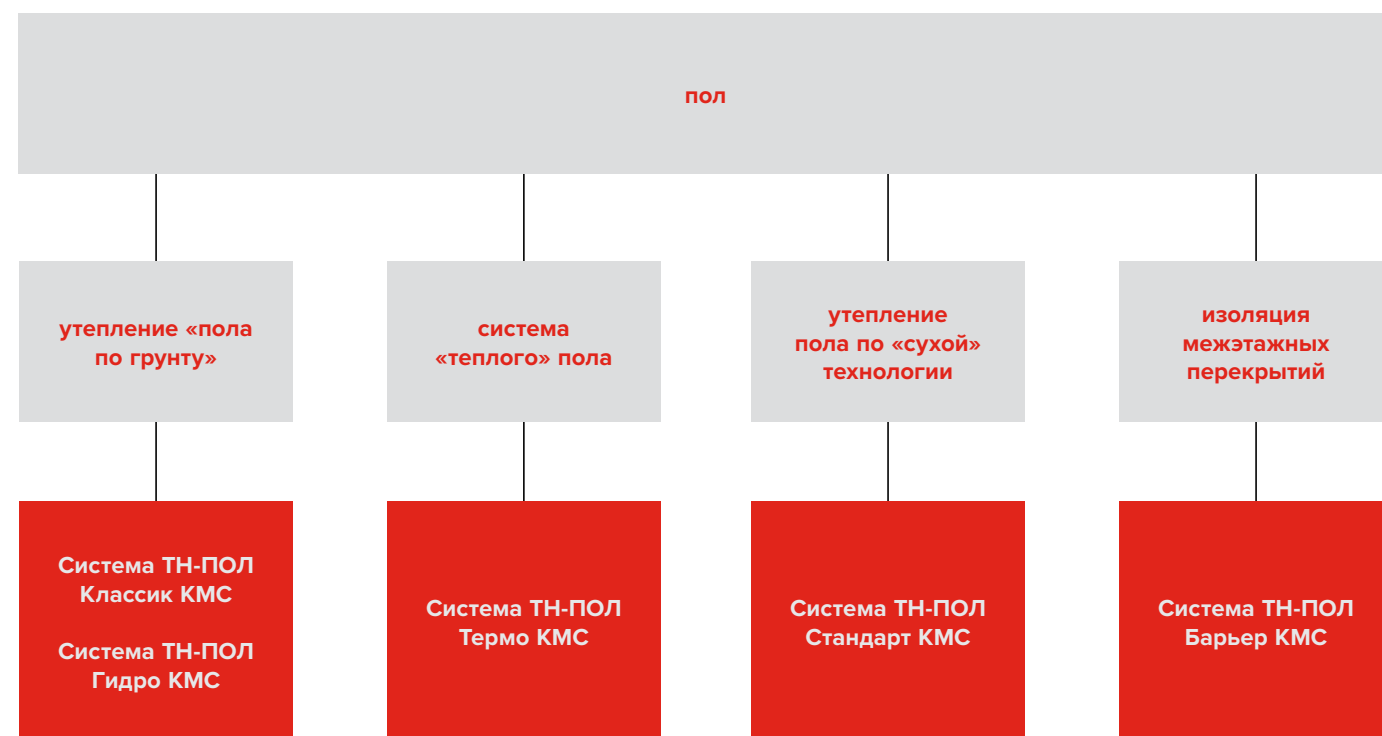 пол
утепление «пола
по грунту»
система
«теплого» пола
утепление
пола по «сухой»
технологии
изоляция
межэтажных
перекрытий
Система ТН-ПОЛ
Классик КМС
Система ТН-ПОЛ
Гидро КМС
Система ТН-ПОЛ
Термо КМС
Система ТН-ПОЛ
Стандарт КМС
Система ТН-ПОЛ
Барьер КМС